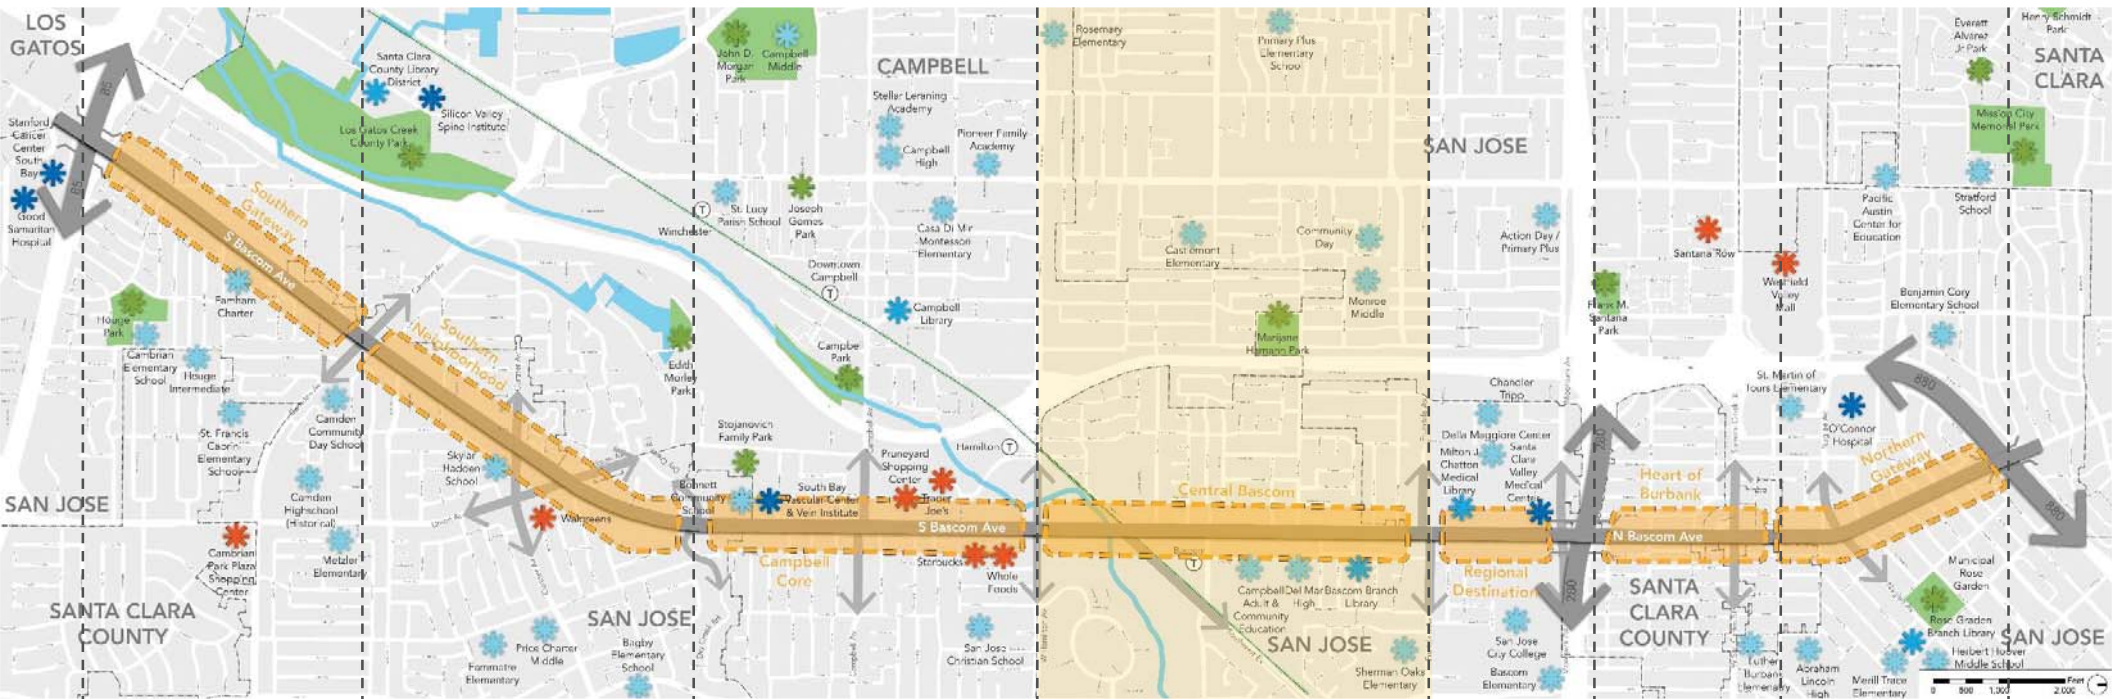 LOS
GATOS
85
85
Stanford
Cancer
Center
South
Bay
Good
Samaritan
Hospital
Southern
Gateway
S Bascom Ave
Houge
Park
Farnham
Charter
Cambrian
Elementary
School
Houge
Intermediate
St. Francis
Elementary
School
Camden
Community
Day School
Camden
Highschool
(Historical)
SAN JOSE
Cambrian
Park Plaza
Shopping
Center
Metzler
Elementary
SANTA CLARA
COUNTY
Santa Clara
County Library
District
Silicon Valley
Spine Institute
Los Gatos Creek
County Park
Southern
Neighborhood
Skylar
Hadden
School
Union Av
Walgreens
Price Charter
Middle
Fammatre
Elementary
SAN JOSE
Bagby
Elementary
School
Winchester
T
Edith
Morley
Park
John D.
Morgan
Park
Campbell
Middle
CAMPBELL
Stellar Leraning
Academy
Campbell
High
Pioneer Family
Academy
St. Lucy
Parish School
Joseph
Gomes
Park
Casa Di Mir
Montessori
Elementary
Downtown
Campbell
T
Campbell
Library
Campbe
Park
Stojanovich
Family Park
Hamilton
T
Pruneyard
Shopping
Center
Trader
Joe's
Bennett
Community
School
South Bay
Vascular Center
& Vein Institute
S Bascom Ave
Campbell
Core
Starbucks
Whole
Foods
San Jose
Christian School
Rosemary
Elementary
Primary Plus
Elementary
School
Castlemont
Elementary
Community
Day
Monroe
Middle
Marijane
Hamann Park
Central Bascom
Bascom
T
Campbell
Adult &
Community
Education
Del Mar
High
Bascom Branch
Library
SAN JOSE
Sherman Oaks
Elementary
SAN JOSE
Action Day /
Primary Plus
Chandler
Tripp
Della Maggiore Center
Milton J.
Chatton
Medical
Library
Santa
Clara
Valley
Medical
Center
Regional
Destination
San Jose
City College
Bascom
Elementary
280
280
Frank M.
Santana
Park
Santana Row
Westfield
Valley
Mall
Heart of
Burbank
N Bascom Ave
SANTA
CLARA
COUNTY
Luther
Burbank
Elementary
Abraham
Lincoln
High
St. Martin of
Tours Elementary
O'Connor
Hospital
Northern
Gateway
880
880
Everett
Alvarez
Jr Park
Henry Schmidt
Park
SANTA
CLARA
Mission City
Memorial Park
Pacific
Austin
Center for
Education
Stratford
School
Benjamin Cory
Elementary School
Municipal
Rose
Garden
Rose Graden
Branch Library
SAN JOSE
Herbert Hoover
Middle School
Merill Trace
Elementary
Feet
0 500 1,000 2,000